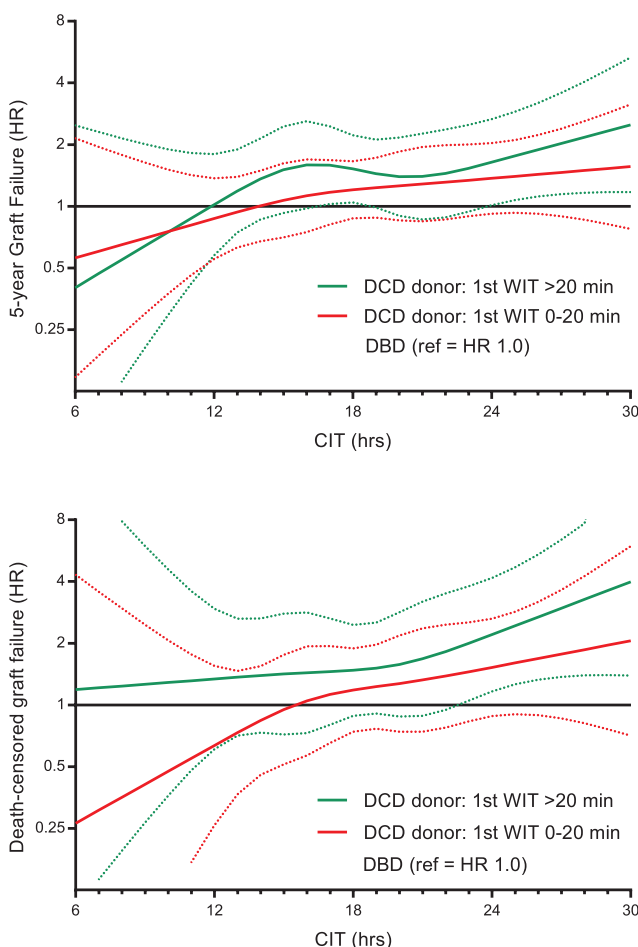 8
4
2
1
0.5
0.25
5-year Graft Failure (HR)
DCD donor: 1st WIT >20 min
DCD donor: 1st WIT 0-20 min
DBD (ref = HR 1.0)
6 12 18 24 30
CIT (hrs)
8
4
2
1
0.5
0.25
Death-censored graft failure (HR)
DCD donor: 1st WIT >20 min
DCD donor: 1st WIT 0-20 min
DBD (ref = HR 1.0)
6 12 18 24 30
CIT (hrs)